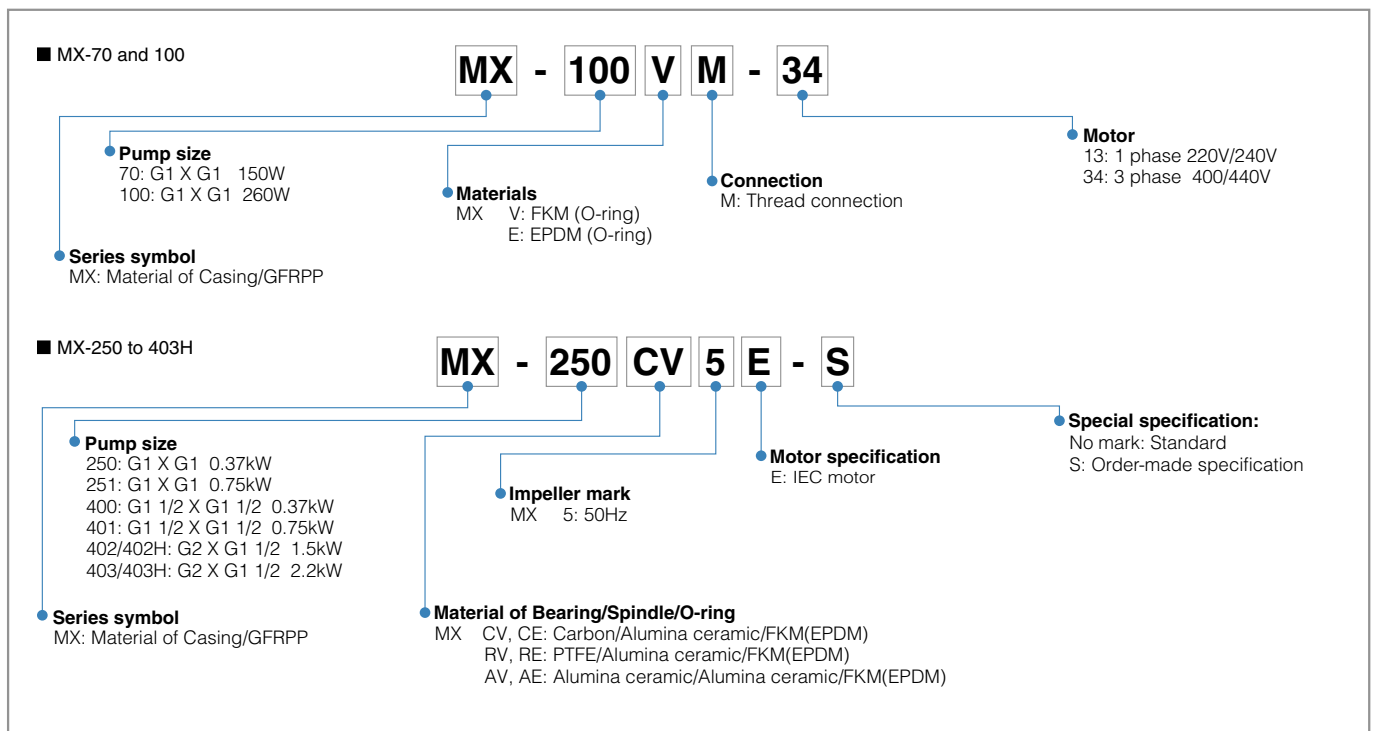 ■ MX-70 and 100
MX - 100 V M - 34
Pump size
70: G1 X G1 150W
100: G1 X G1 260W
Materials
MX V: FKM (O-ring)
E: EPDM (O-ring)
Connection
M: Thread connection
Motor
13: 1 phase 220V/240V
34: 3 phase 400/440V
Series symbol
MX: Material of Casing/GFRPP
■ MX-250 to 403H
MX - 250 CV 5 E - S
Pump size
250: G1 X G1 0.37kW
251: G1 X G1 0.75kW
400: G1 1/2 X G1 1/2 0.37kW
401: G1 1/2 X G1 1/2 0.75kW
402/402H: G2 X G1 1/2 1.5kW
403/403H: G2 X G1 1/2 2.2kW
Impeller mark
MX 5: 50Hz
Motor specification
E: IEC motor
Special specification:
No mark: Standard
S: Order-made specification
Series symbol
MX: Material of Casing/GFRPP
Material of Bearing/Spindle/O-ring
MX CV, CE: Carbon/Alumina ceramic/FKM(EPDM)
RV, RE: PTFE/Alumina ceramic/FKM(EPDM)
AV, AE: Alumina ceramic/Alumina ceramic/FKM(EPDM)